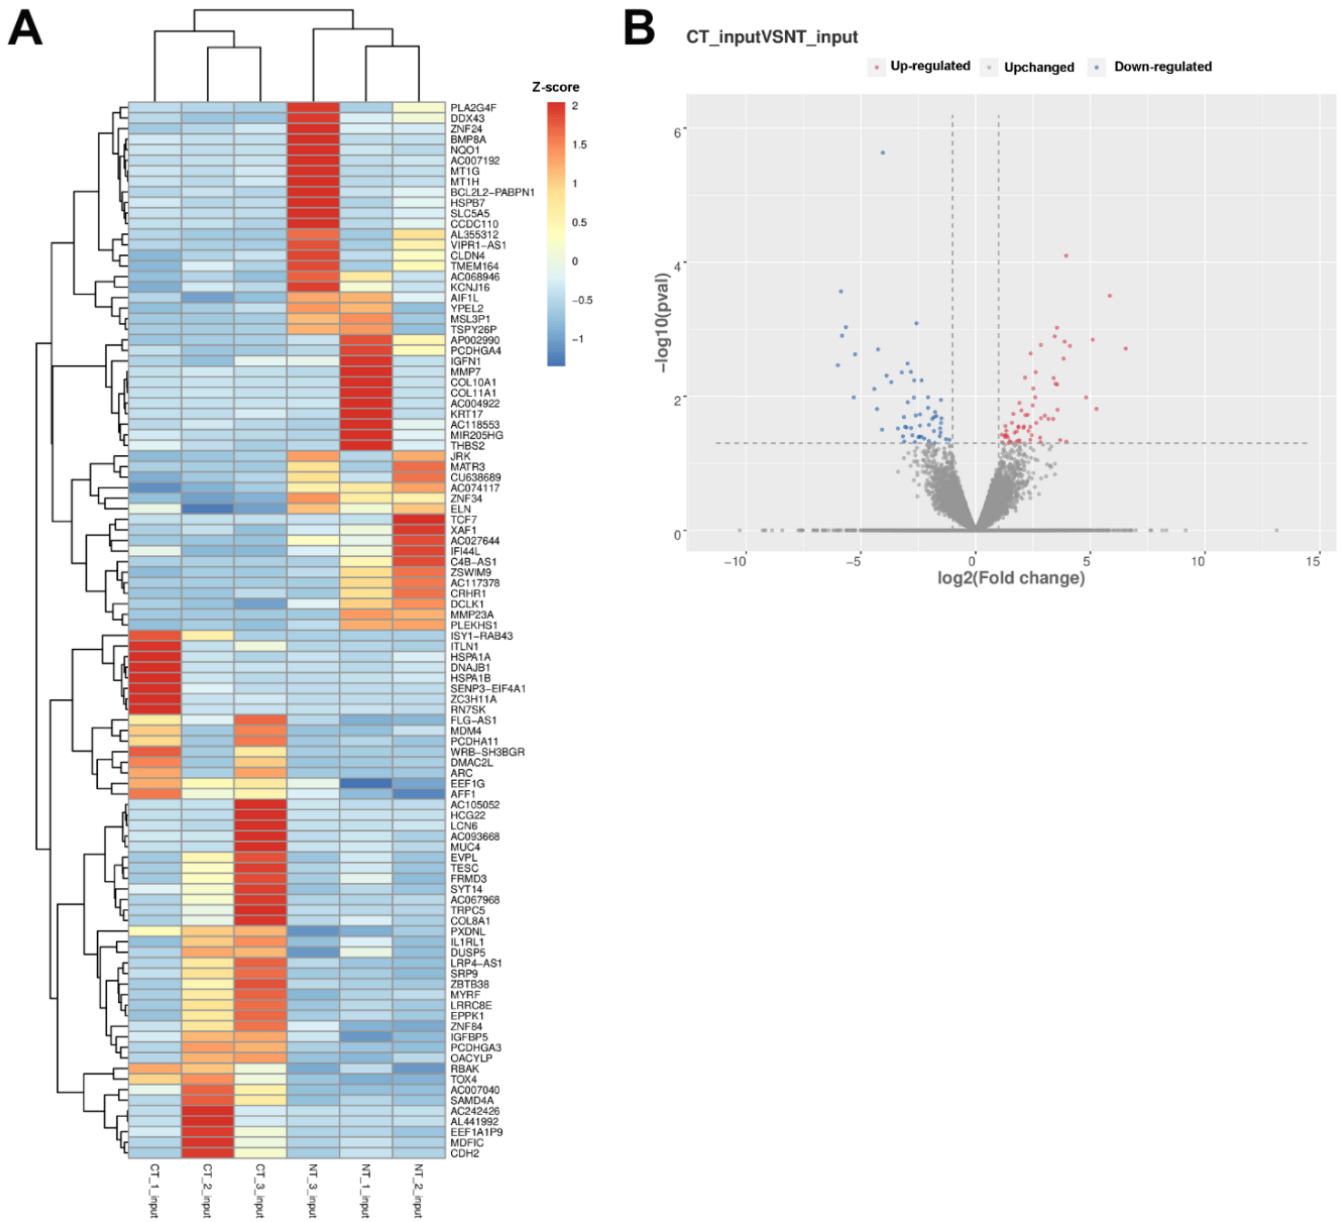 A
Z-score
2
1.5
1
0.5
0
−0.5
−1
PLA2G4F
DDX43
ZNF24
BMP8A
NQO1
AC007192
MT1G
MT1H
BCL2L2−PABPN1
HSPB7
SLC5A5
CCDC110
AL355312
VIPR1−AS1
CLDN4
TMEM164
AC068946
KCNJ16
AIF1L
YPEL2
MSL3P1
TSPY26P
AP002990
PCDHGA4
IGFN1
MMP7
COL10A1
COL11A1
AC004922
KRT17
AC118553
MIR205HG
THBS2
JRK
MATR3
CU638689
AC074117
ZNF34
ELN
TCF7
XAF1
AC027644
IFI44L
C4B−AS1
ZSWIM9
AC117378
CRHR1
DCLK1
MMP23A
PLEKHS1
ISY1−RAB43
ITLN1
HSPA1A
DNAJB1
HSPA1B
SENP3−EIF4A1
ZC3H11A
RN7SK
FLG−AS1
MDM4
PCDHA11
WRB−SH3BGR
DMAC2L
ARC
EEF1G
AFF1
AC105052
HCG22
LCN6
AC093668
MUC4
EVPL
TESC
FRMD3
SYT14
AC067968
TRPC5
COL8A1
PXDNL
IL1RL1
DUSP5
LRP4−AS1
SRP9
ZBTB38
MYRF
LRRC8E
EPPK1
ZNF84
IGFBP5
PCDHGA3
OACYLP
RBAK
TOX4
AC007040
SAMD4A
AC242426
AL441992
EEF1A1P9
MDFIC
CDH2
CT_1_input
CT_2_input
CT_3_input
NT_3_input
NT_1_input
NT_2_input
B
CT_inputVSNT_input
Up-regulated Upchanged Down-regulated
6
4
2
0
−log10(pval)
−10 −5 0 5 10 15
log2(Fold change)